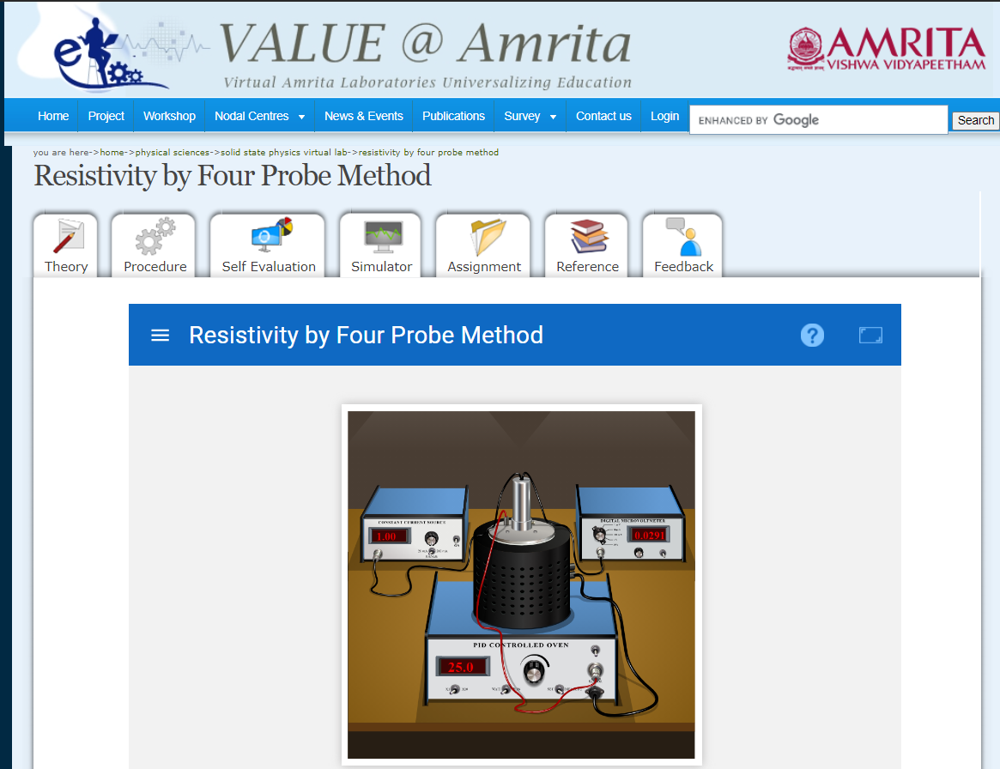 VALUE @ Amrita
Virtual Amrita Laboratories Universalizing Education
AMRITA
VISHWA VIDYAPEETHAM
Home Project Workshop Nodal Centres News & Events Publications Survey Contact us Login ENHANCED BY Google Search
you are here->home->physical sciences->solid state physics virtual lab->resistivity by four probe method
Resistivity by Four Probe Method
Theory Procedure Self Evaluation Simulator Assignment Reference Feedback
Resistivity by Four Probe Method ?
CONSTANT CURRENT SOURCE
1.00
DIGITAL MICROVOLTMETER
0.0291
PID CONTROLLED OVEN
25.0